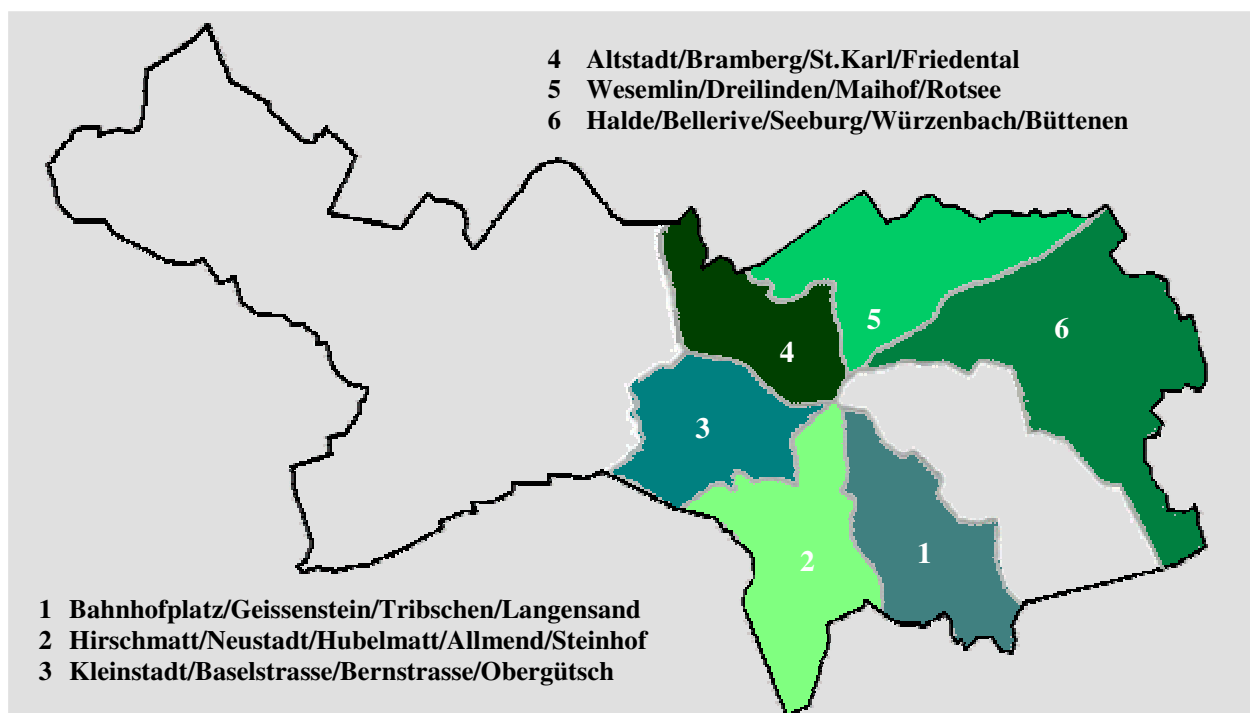 4 Altstadt/Bramberg/St.Karl/Friedental
5 Wesemlin/Dreilinden/Maihof/Rotsee
6 Halde/Bellerive/Seeburg/Würzenbach/Büttenen
5
6
4
3
2
1
1 Bahnhofplatz/Geissenstein/Tribschen/Langensand
2 Hirschmatt/Neustadt/Hubelmatt/Allmend/Steinhof
3 Kleinstadt/Baselstrasse/Bernstrasse/Obergütsch